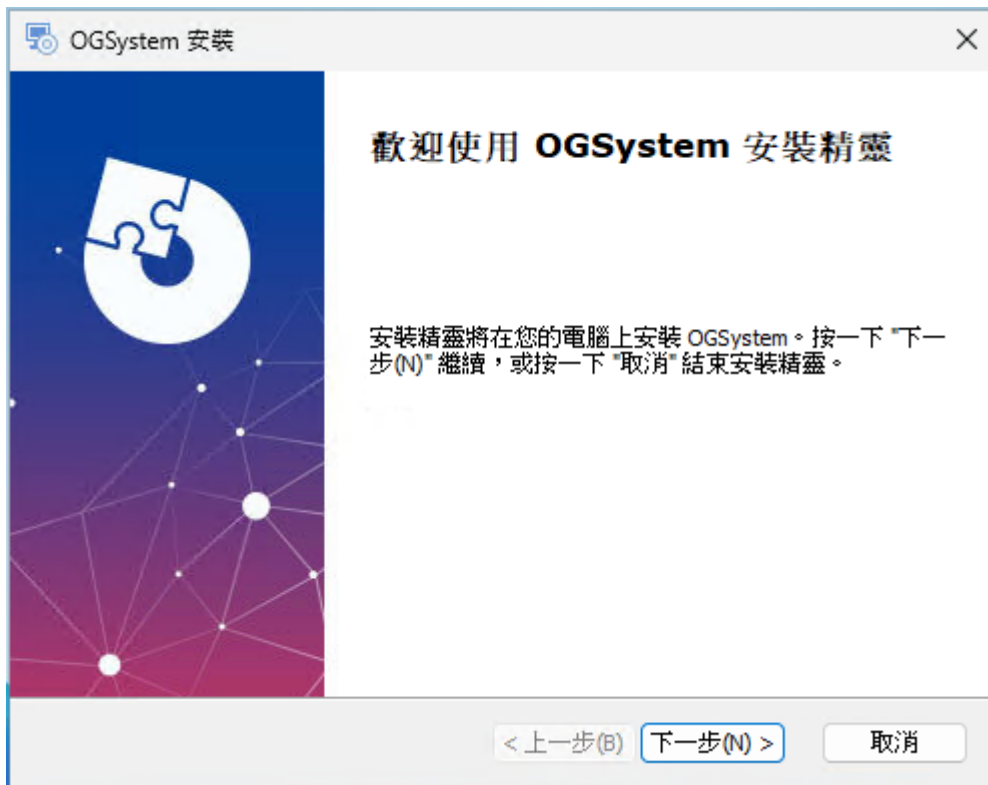 OGSystem 安裝
歡迎使用 OGSystem 安裝精靈
安裝精靈將在您的電腦上安裝 OGSystem。按一下 "下一
步(N)" 繼續，或按一下 "取消" 結束安裝精靈。
< 上一步(B) 下一步(N) > 取消